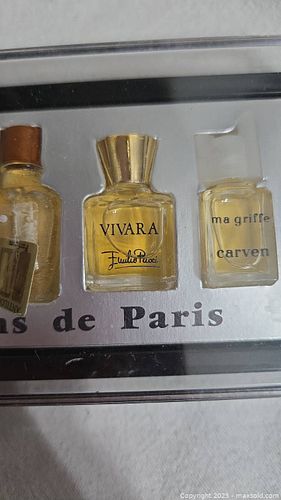 VIVARA
Emilio Pucci
ma griffe
carven
ns de Paris
Copyright 2023 - maxsold.com